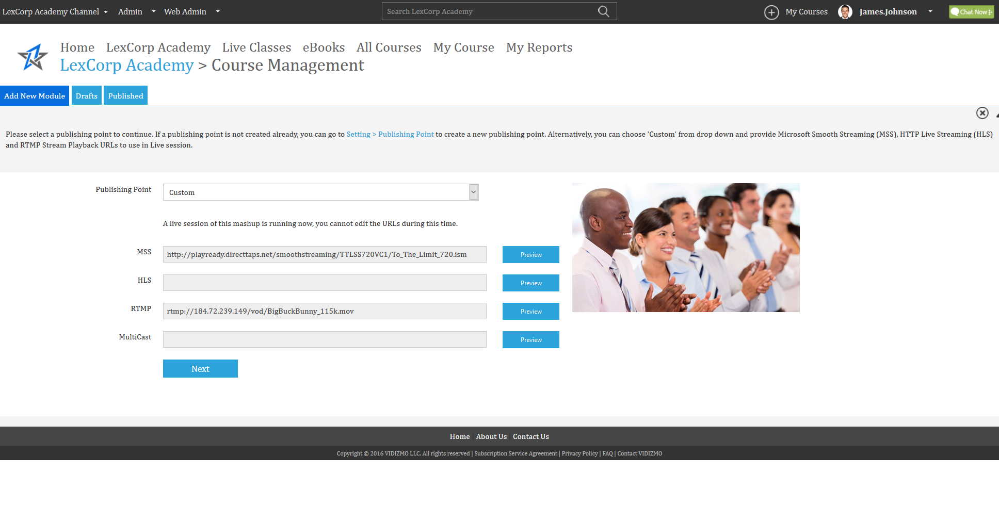 LexCorp Academy Channel Admin Web Admin Search LexCorp Academy My Courses James.Johnson Chat Now
Home LexCorp Academy Live Classes eBooks All Courses My Course My Reports
LexCorp Academy > Course Management
Add New Module Drafts Published
Please select a publishing point to continue. If a publishing point is not created already, you can go to Setting > Publishing Point to create a new publishing point. Alternatively, you can choose 'Custom' from drop down and provide Microsoft Smooth Streaming (MSS), HTTP Live Streaming (HLS)
and RTMP Stream Playback URLs to use in Live session.
Publishing Point Custom
A live session of this mashup is running now, you cannot edit the URLs during this time.
MSS http://playready.directtaps.net/smoothstreaming/TTLSS720VC1/To_The_Limit_720.ism Preview
HLS Preview
RTMP rtmp://184.72.239.149/vod/BigBuckBunny_115k.mov Preview
MultiCast Preview
Next
Home | About Us | Contact Us
Copyright © 2016 VIDIZMO LLC. All rights reserved | Subscription Service Agreement | Privacy Policy | FAQ | Contact VIDIZMO